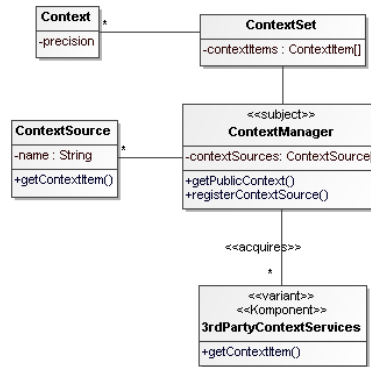 Context
-precision
*
ContextSet
-contextItems : ContextItem[]
ContextSource
-name : String
+getContextItem()
*
<<subject>>
ContextManager
-contextSources: ContextSource[
+getPublicContext()
+registerContextSource()
<<acquires>>
*
<<variant>>
<<Komponent>>
3rdPartyContextServices
+getContextItem()